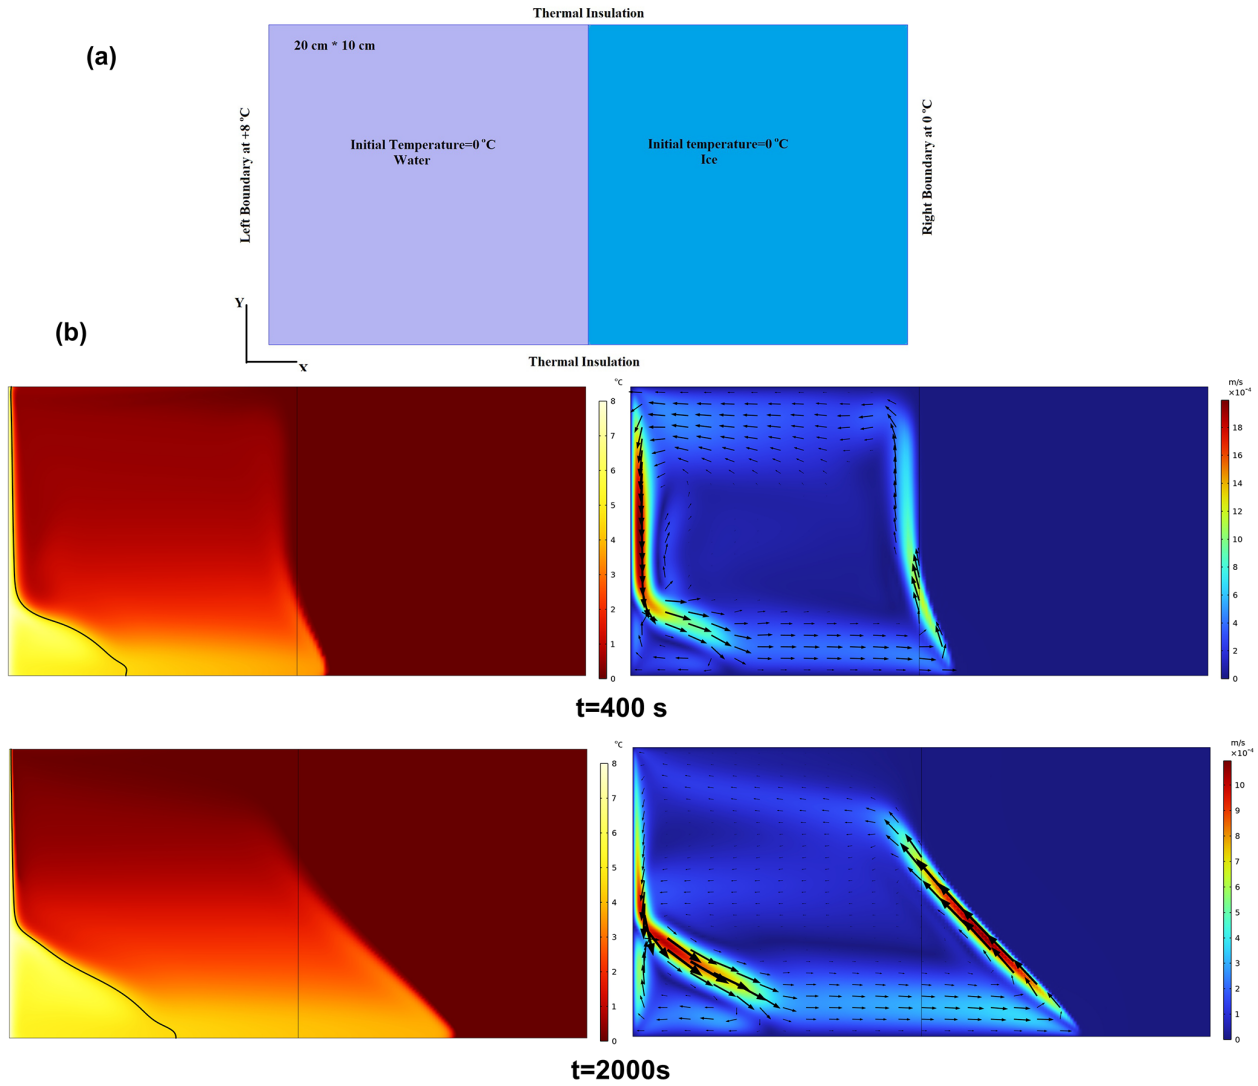 Thermal Insulation
(a)
20 cm * 10 cm
Left Boundary at +8 °C
Initial Temperature=0 °C
Water
Initial temperature=0 °C
Ice
Right Boundary at 0 °C
Y
X
Thermal Insulation
(b)
°C
8
7
6
5
4
3
2
1
0
m/s
×10⁻⁴
18
16
14
12
10
8
6
4
2
0
t=400 s
°C
8
7
6
5
4
3
2
1
0
m/s
×10⁻⁴
10
9
8
7
6
5
4
3
2
1
0
t=2000s